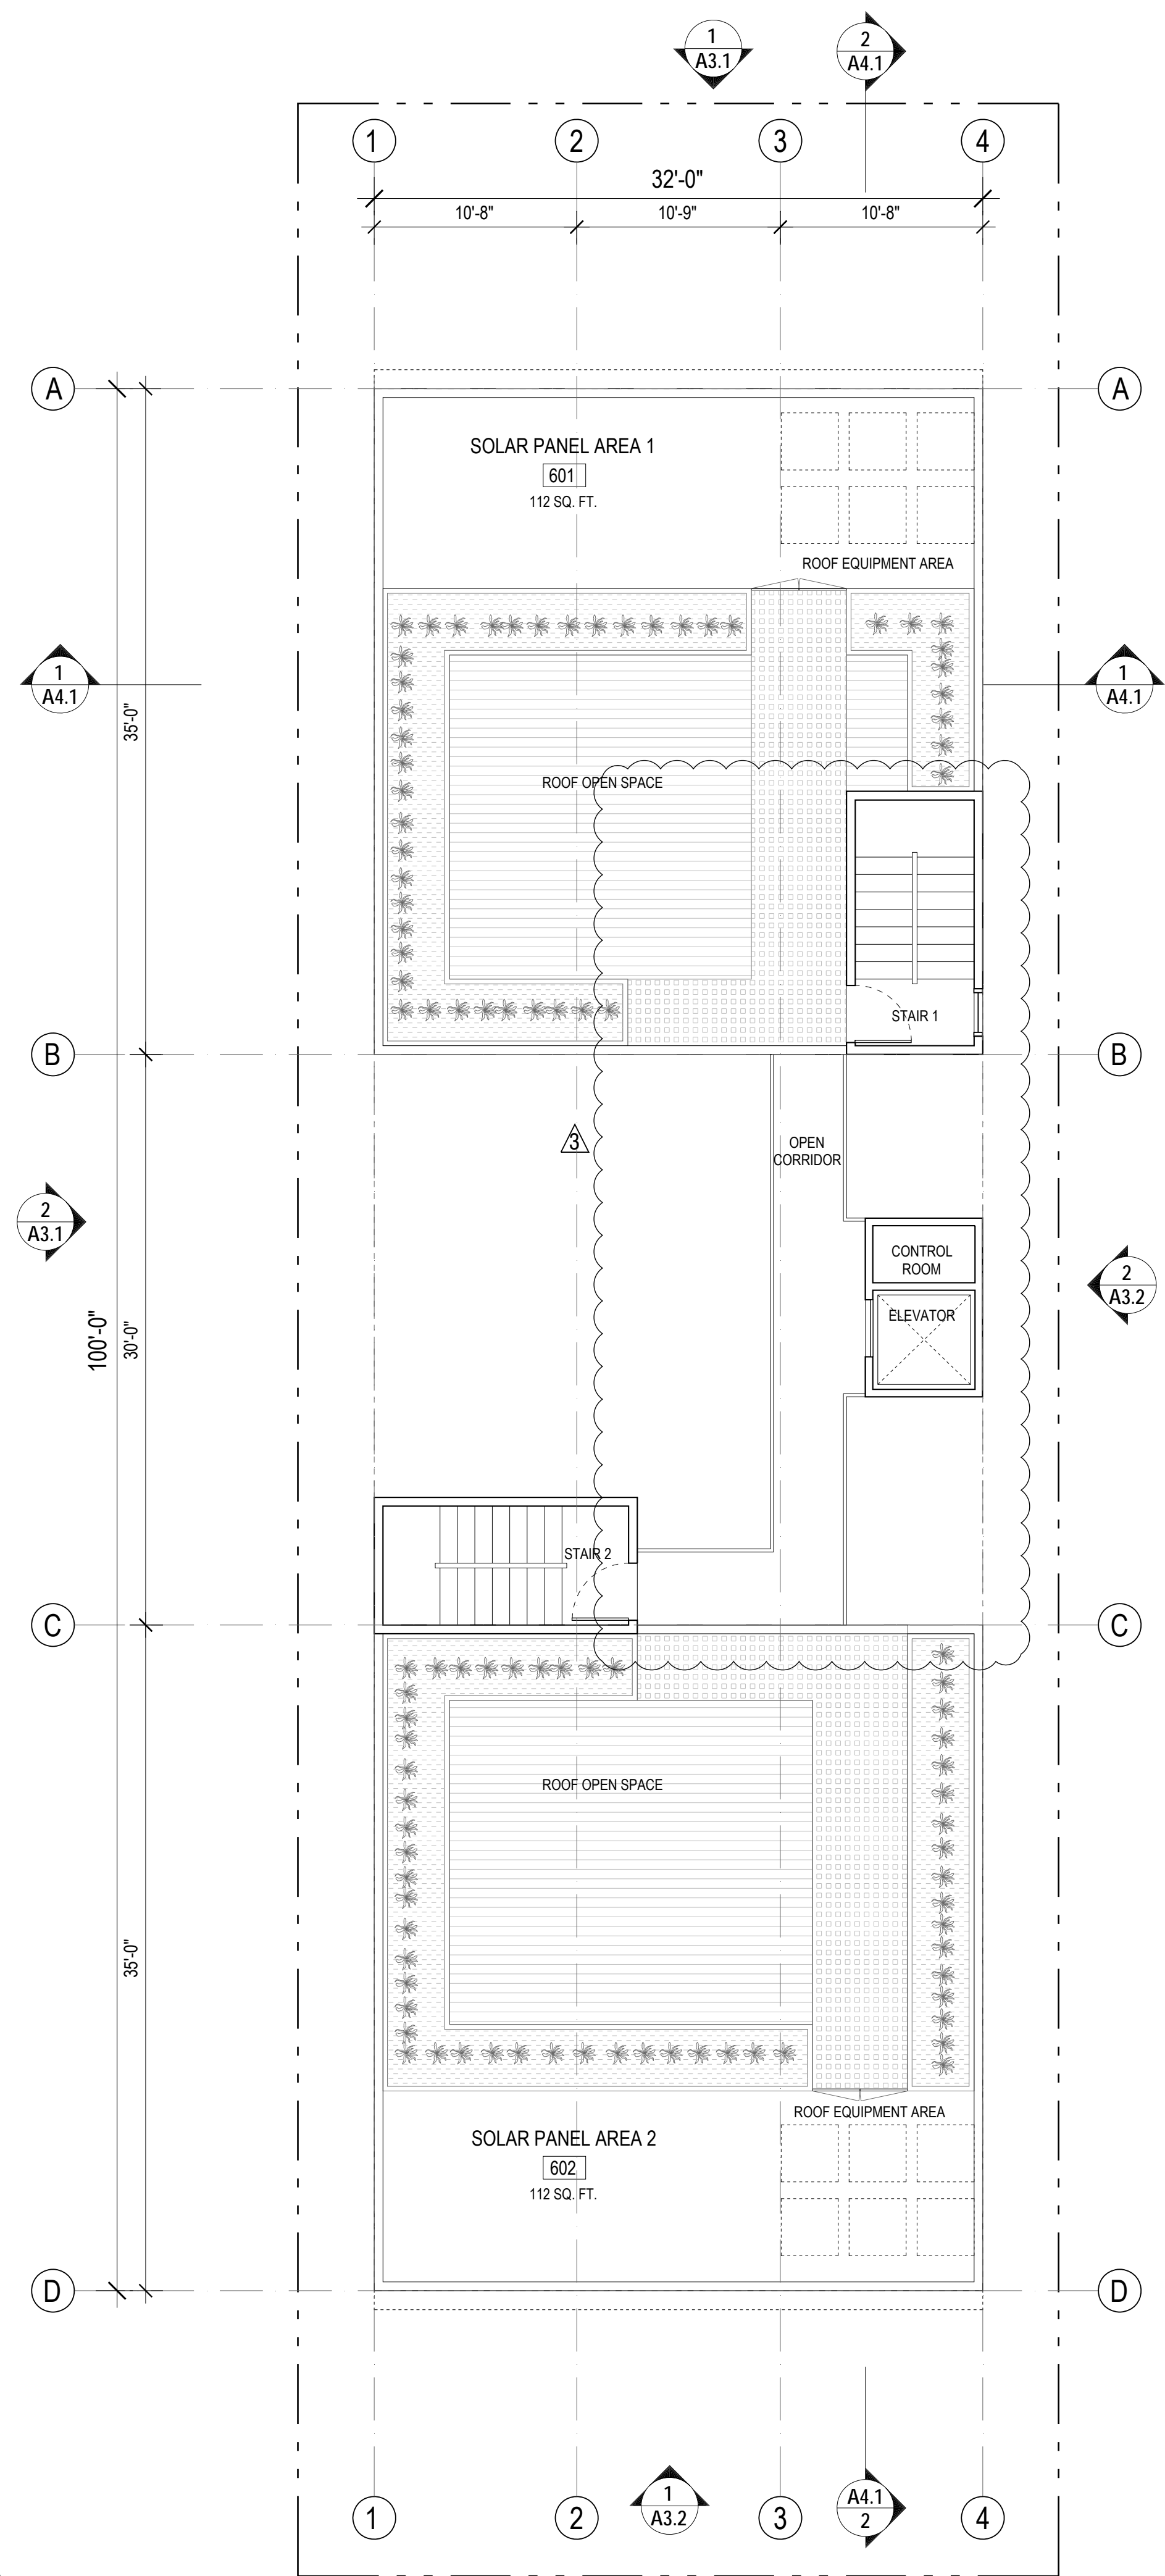 1
A3.1
2
A4.1
1
2
3
4
32'-0"
10'-8"
10'-9"
10'-8"
A
A
SOLAR PANEL AREA 1
601
112 SQ. FT.
ROOF EQUIPMENT AREA
1
A4.1
1
A4.1
35'-0"
ROOF OPEN SPACE
STAIR 1
B
B
3
OPEN
CORRIDOR
2
A3.1
CONTROL
ROOM
2
A3.2
ELEVATOR
100'-0"
30'-0"
STAIR 2
C
C
ROOF OPEN SPACE
35'-0"
ROOF EQUIPMENT AREA
SOLAR PANEL AREA 2
602
112 SQ. FT.
D
D
1
2
1
A3.2
3
A4.1
2
4